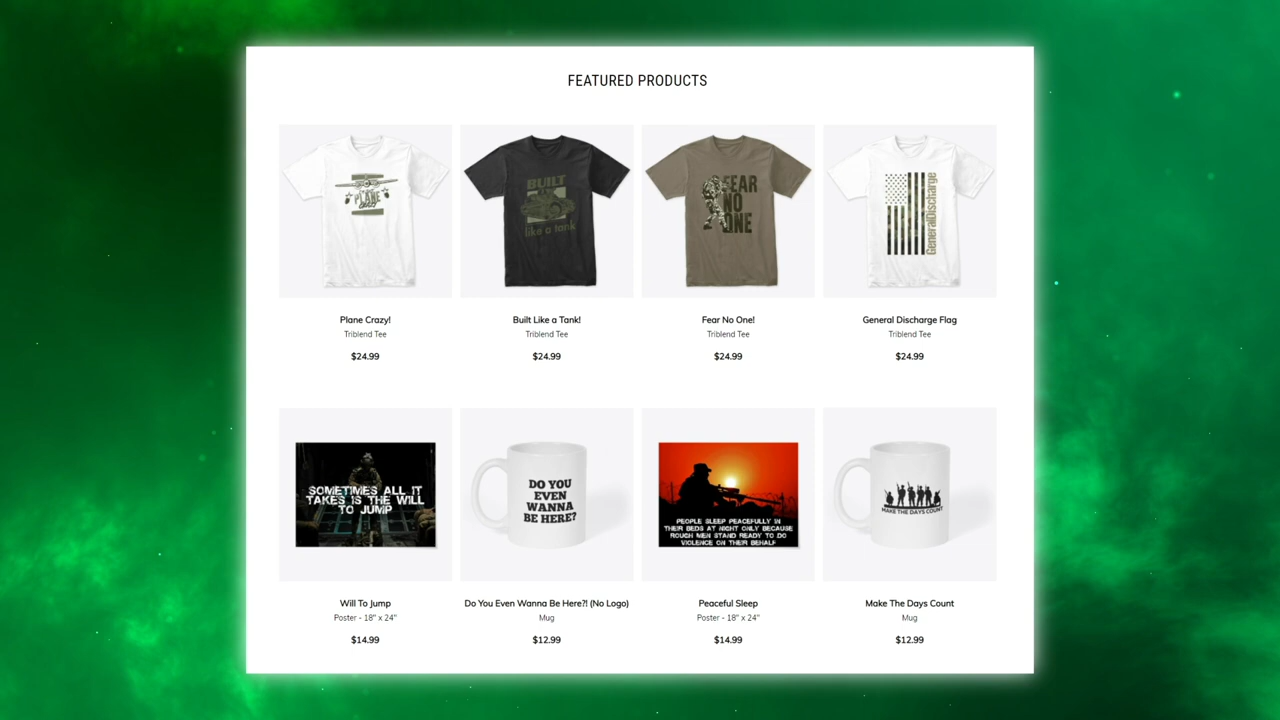 FEATURED PRODUCTS
PLANE
CRAZY!
BUILT
like a tank
FEAR
NO
ONE
GeneralDischarge
Plane Crazy!
Built Like a Tank!
Fear No One!
General Discharge Flag
Triblend Tee
Triblend Tee
Triblend Tee
Triblend Tee
$24.99
$24.99
$24.99
$24.99
SOMETIMES ALL IT
TAKES IS THE WILL
TO JUMP
DO YOU
EVEN
WANNA
BE HERE?
PEOPLE SLEEP PEACEFULLY IN
THEIR BEDS AT NIGHT ONLY BECAUSE
ROUGH MEN STAND READY TO DO
VIOLENCE ON THEIR BEHALF
MAKE THE DAYS COUNT
Will To Jump
Do You Even Wanna Be Here?! (No Logo)
Peaceful Sleep
Make The Days Count
Poster - 18" x 24"
Mug
Poster - 18" x 24"
Mug
$14.99
$12.99
$14.99
$12.99